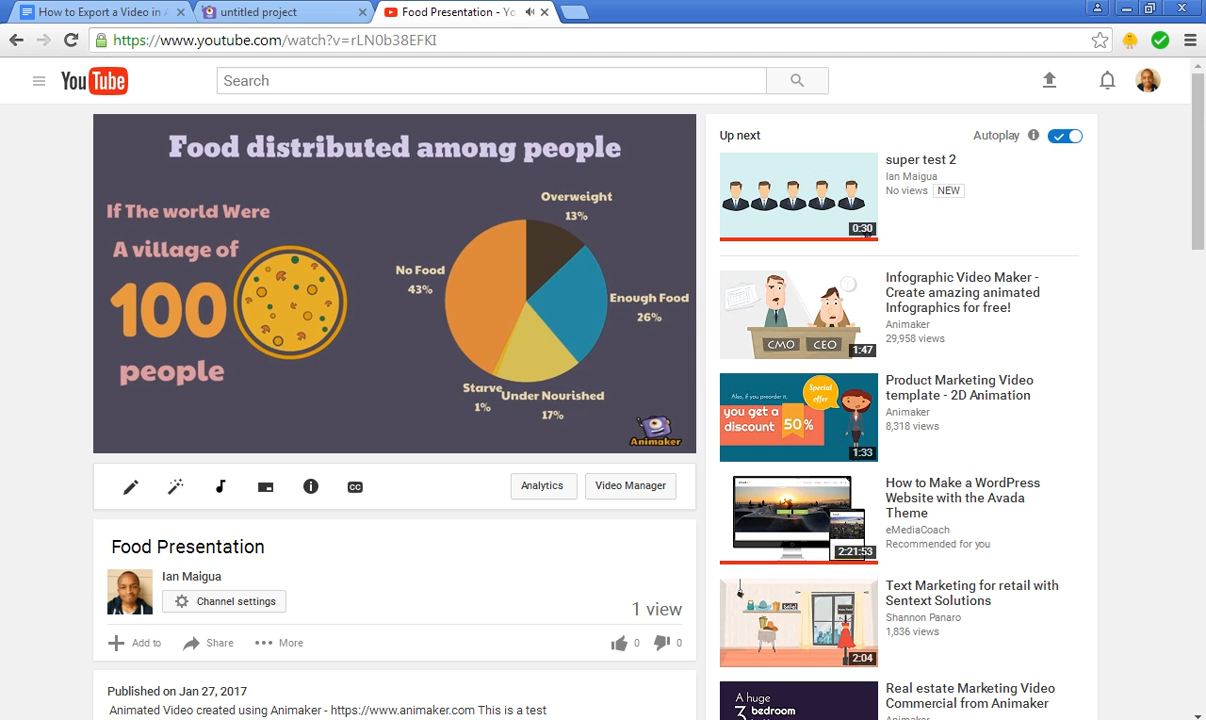 How to Export a Video in A
untitled project
Food Presentation - Yo
https://www.youtube.com/watch?v=rLN0b38EFKI
YouTube
Search
Food distributed among people
If The world Were
A village of
100
people
Overweight
13%
No Food
43%
Enough Food
26%
Starve
1%
Under Nourished
17%
Animaker
CC
Analytics
Video Manager
Food Presentation
Ian Maigua
Channel settings
1 view
Add to
Share
More
0
0
Published on Jan 27, 2017
Animated Video created using Animaker - https://www.animaker.com This is a test
Up next
Autoplay
super test 2
Ian Maigua
No views NEW
0:30
Infographic Video Maker -
Create amazing animated
Infographics for free!
Animaker
29,958 views
CMO CEO
1:47
Product Marketing Video
template - 2D Animation
Animaker
8,318 views
Special
offer
Also, if you preorder it,
you get a
discount 50%
1:33
How to Make a WordPress
Website with the Avada
Theme
eMediaCoach
Recommended for you
2:21:53
Text Marketing for retail with
Sentext Solutions
Shannon Panaro
1,836 views
2:04
Real estate Marketing Video
Commercial from Animaker
Animaker
A huge
3 bedroom